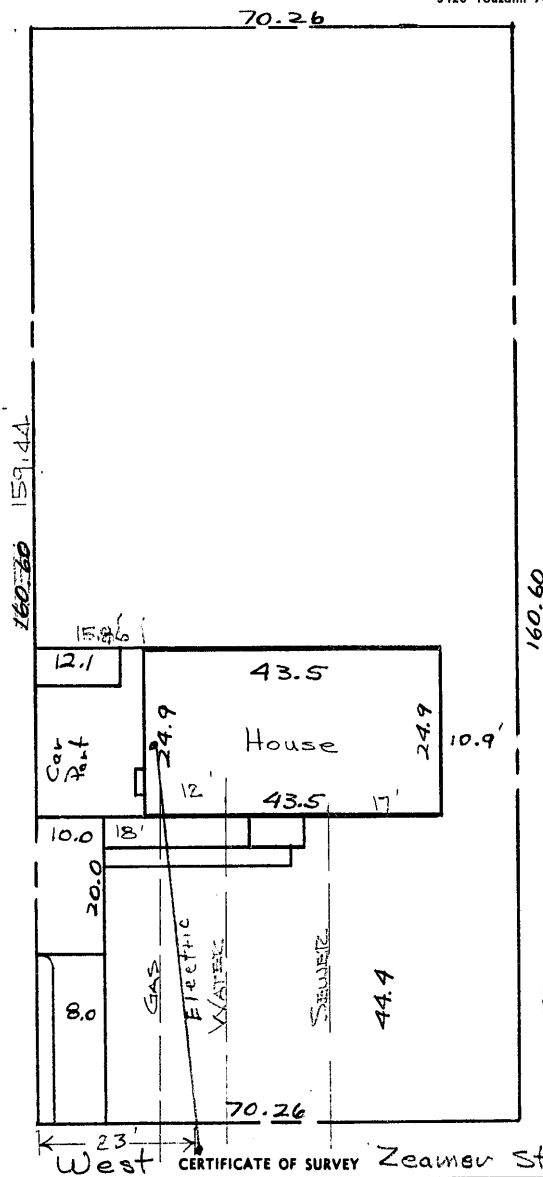 70.26
159.44'
160.60
160.60
15.86'
12.1
43.5
24.9
24.9
10.9'
Car
Port
House
12'
43.5
17'
10.0
18'
20.0
GAS
Electric
WATER
SEWER
44.4
8.0
70.26
23'
West CERTIFICATE OF SURVEY Zeamer St